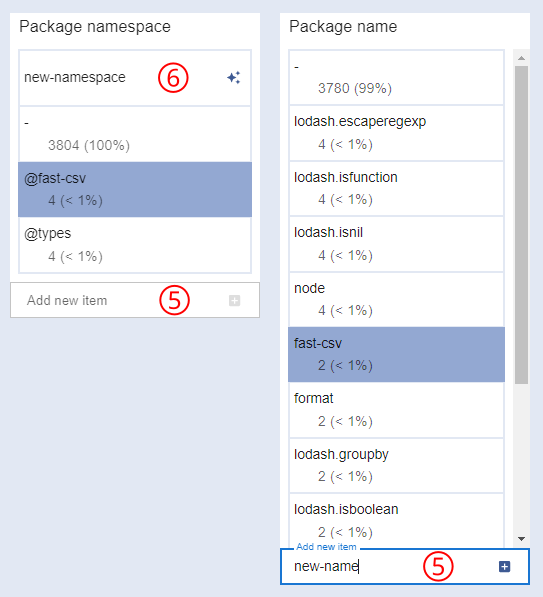 Package namespace
new-namespace ⑥
-
3804 (100%)
@fast-csv
4 (< 1%)
@types
4 (< 1%)
Add new item ⑤
Package name
-
3780 (99%)
lodash.escaperegexp
4 (< 1%)
lodash.isfunction
4 (< 1%)
lodash.isnil
4 (< 1%)
node
4 (< 1%)
fast-csv
2 (< 1%)
format
2 (< 1%)
lodash.groupby
2 (< 1%)
lodash.isboolean
2 (< 1%)
Add new item
new-name ⑤